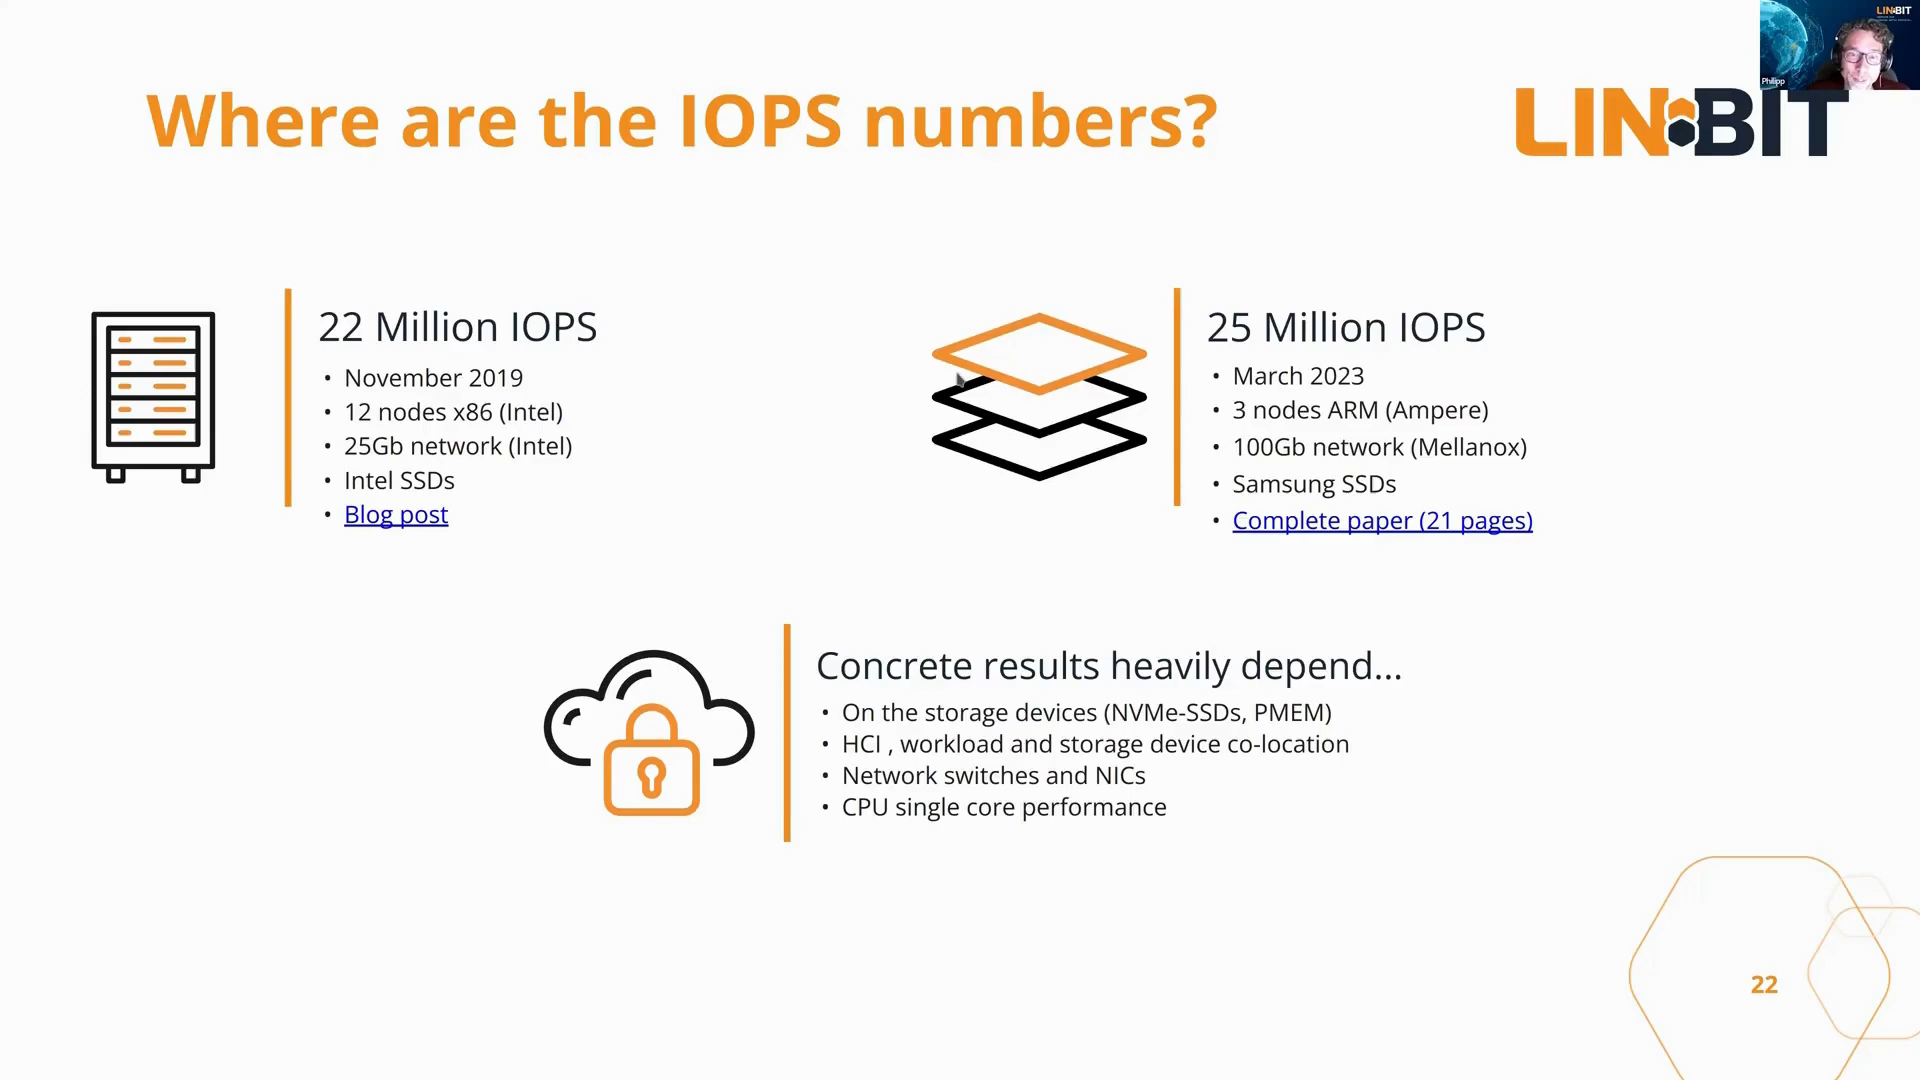 LINBIT
Philipp
Where are the IOPS numbers?
LINBIT
22 Million IOPS
• November 2019
• 12 nodes x86 (Intel)
• 25Gb network (Intel)
• Intel SSDs
• Blog post
25 Million IOPS
• March 2023
• 3 nodes ARM (Ampere)
• 100Gb network (Mellanox)
• Samsung SSDs
• Complete paper (21 pages)
Concrete results heavily depend...
• On the storage devices (NVMe-SSDs, PMEM)
• HCI , workload and storage device co-location
• Network switches and NICs
• CPU single core performance
22